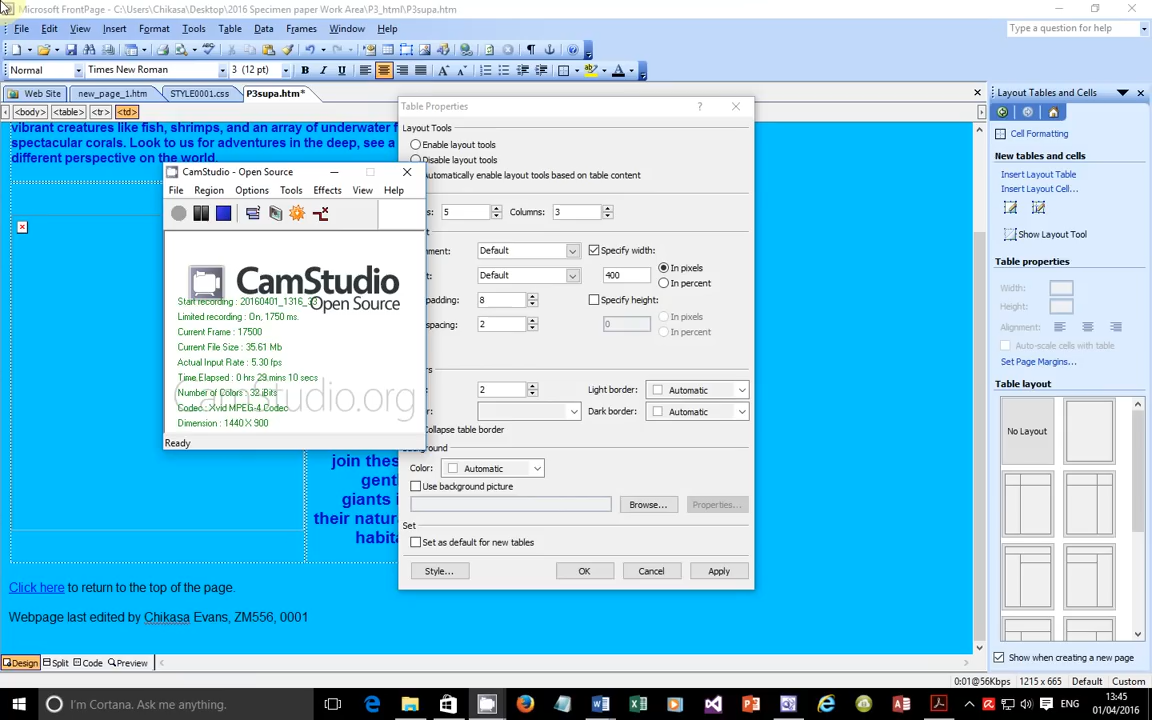 Microsoft FrontPage - C:\Users\Chikasa\Desktop\2016 Specimen paper Work Area\P3_html\P3supa.htm
File Edit View Insert Format Tools Table Data Frames Window Help
Type a question for help
Normal Times New Roman 3 (12 pt)
Web Site new_page_1.htm STYLE0001.css P3supa.htm*
<body> <table> <tr> <td>
vibrant creatures like fish, shrimps, and an array of underwater f
spectacular corals. Look to us for adventures in the deep, see a
different perspective on the world.
CamStudio - Open Source
File Region Options Tools Effects View Help
CamStudio
Open Source
Start recording : 20160401_1316_33
Limited recording : On, 1750 ms.
Current Frame : 17500
Current File Size : 35.61 Mb
Actual Input Rate : 5.30 fps
Time Elapsed : 0 hrs 29 mins 10 secs
Number of Colors : 32 Bits
Codec : Xvid MPEG-4 Codec
Dimension : 1440 X 900
CamStudio.org
Ready
Table Properties
Layout Tools
Enable layout tools
Disable layout tools
Automatically enable layout tools based on table content
s: 5 Columns: 3
nment: Default Specify width:
t: Default 400 In pixels
In percent
padding: 8 Specify height:
spacing: 2 0 In pixels
In percent
rs
2 Light border: Automatic
r: Dark border: Automatic
Collapse table border
Background
Color: Automatic
Use background picture
Browse... Properties...
Set
Set as default for new tables
Style... OK Cancel Apply
join thes
gent
giants i
their natur
habita
Click here to return to the top of the page.
Webpage last edited by Chikasa Evans, ZM556, 0001
Layout Tables and Cells
Cell Formatting
New tables and cells
Insert Layout Table
Insert Layout Cell...
Show Layout Tool
Table properties
Width:
Height:
Alignment:
Auto-scale cells with table
Set Page Margins...
Table layout
No Layout
Show when creating a new page
Design Split Code Preview
0:01@56Kbps 1215 x 665 Default Custom
I'm Cortana. Ask me anything.
ENG
13:45
01/04/2016